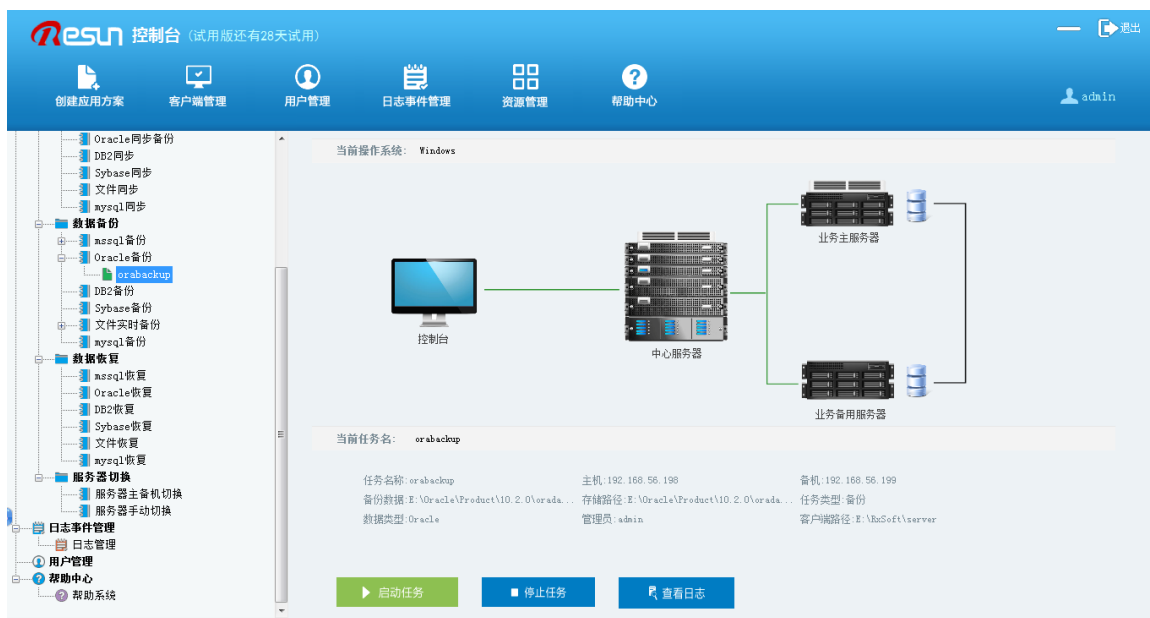 Resun 控制台 (试用版还有28天试用)
退出
创建应用方案 客户端管理 用户管理 日志事件管理 资源管理 帮助中心
admin
Oracle同步备份
DB2同步
Sybase同步
文件同步
mysql同步
数据备份
mssql备份
Oracle备份
orabackup
DB2备份
Sybase备份
文件实时备份
mysql备份
数据恢复
mssql恢复
Oracle恢复
DB2恢复
Sybase恢复
文件恢复
mysql恢复
服务器切换
服务器主备机切换
服务器手动切换
日志事件管理
日志管理
用户管理
帮助中心
帮助系统
当前操作系统: Windows
业务主服务器
控制台
中心服务器
业务备用服务器
当前任务名: orabackup
任务名称:orabackup 主机:192.168.56.198 备机:192.168.56.199
备份数据:E:\Oracle\Product\10.2.0\orada... 存储路径:E:\Oracle\Product\10.2.0\orada... 任务类型:备份
数据类型:Oracle 管理员:admin 客户端路径:E:\RxSoft\server
启动任务 停止任务 查看日志